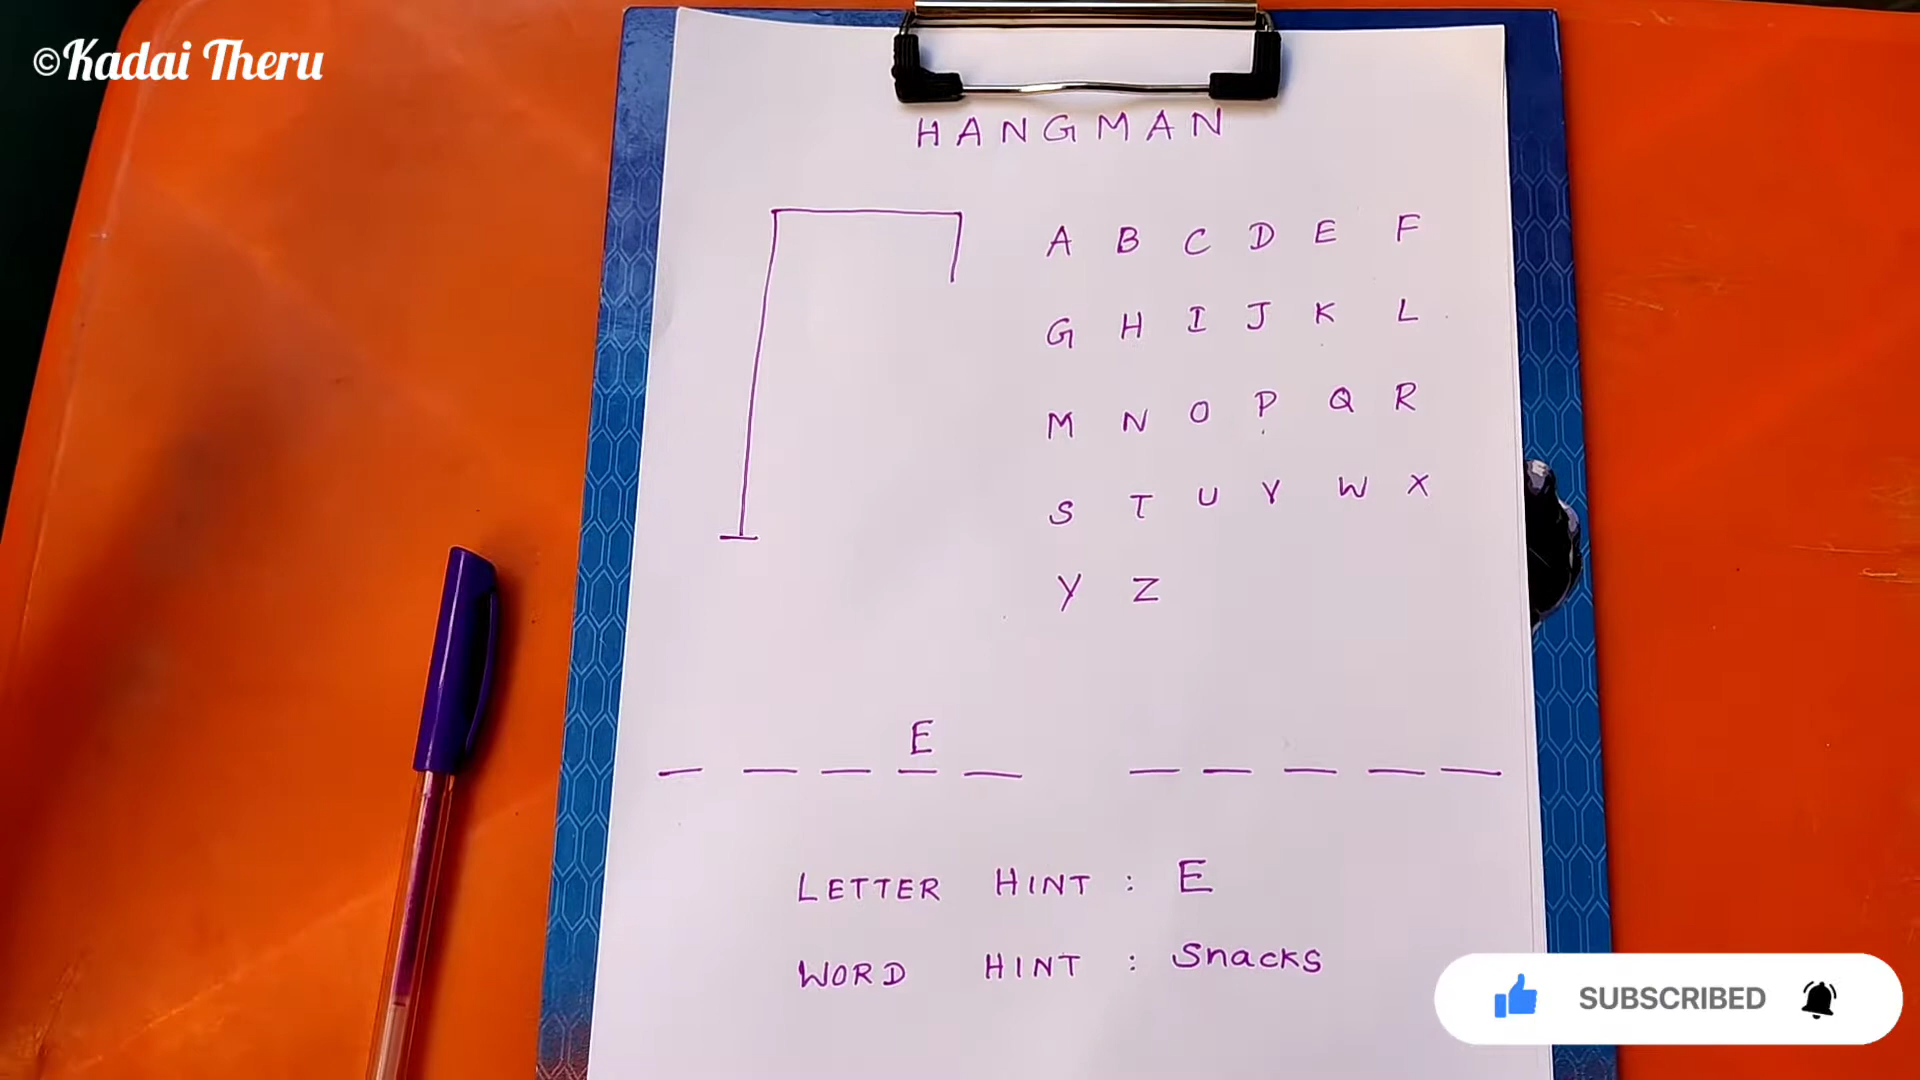 ©Kadai Theru
HANGMAN
A B C D E F
G H I J K L
M N O P Q R
S T U V W X
Y Z
E
LETTER HINT : E
WORD HINT : Snacks
SUBSCRIBED